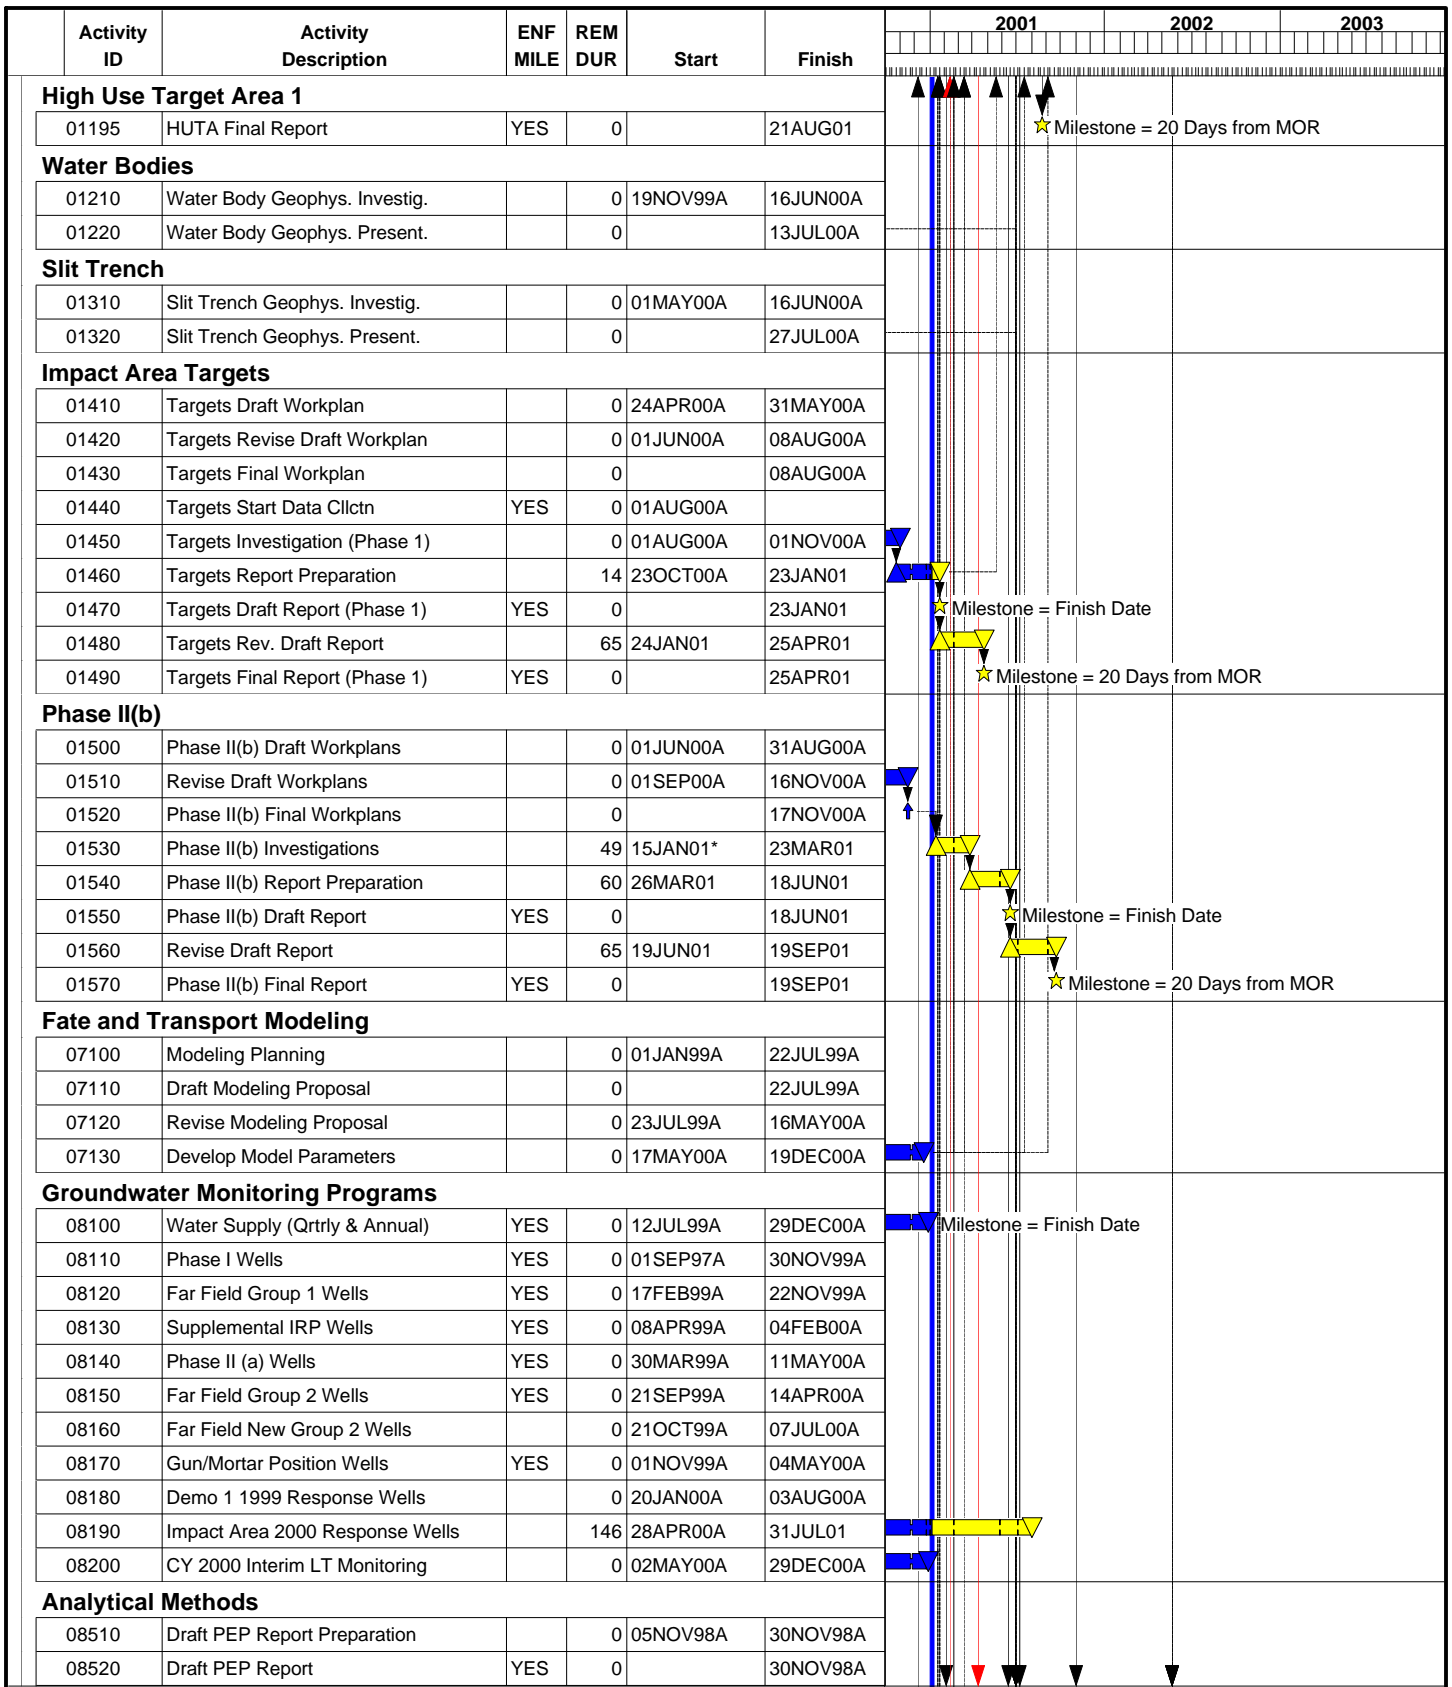 Activity ID Activity Description ENF MILE REM DUR Start Finish 2001 2002 2003
High Use Target Area 1
01195 HUTA Final Report YES 0 21AUG01 Milestone = 20 Days from MOR
Water Bodies
01210 Water Body Geophys. Investig. 0 19NOV99A 16JUN00A
01220 Water Body Geophys. Present. 0 13JUL00A
Slit Trench
01310 Slit Trench Geophys. Investig. 0 01MAY00A 16JUN00A
01320 Slit Trench Geophys. Present. 0 27JUL00A
Impact Area Targets
01410 Targets Draft Workplan 0 24APR00A 31MAY00A
01420 Targets Revise Draft Workplan 0 01JUN00A 08AUG00A
01430 Targets Final Workplan 0 08AUG00A
01440 Targets Start Data Cllctn YES 0 01AUG00A
01450 Targets Investigation (Phase 1) 0 01AUG00A 01NOV00A
01460 Targets Report Preparation 14 23OCT00A 23JAN01
01470 Targets Draft Report (Phase 1) YES 0 23JAN01 Milestone = Finish Date
01480 Targets Rev. Draft Report 65 24JAN01 25APR01
01490 Targets Final Report (Phase 1) YES 0 25APR01 Milestone = 20 Days from MOR
Phase II(b)
01500 Phase II(b) Draft Workplans 0 01JUN00A 31AUG00A
01510 Revise Draft Workplans 0 01SEP00A 16NOV00A
01520 Phase II(b) Final Workplans 0 17NOV00A
01530 Phase II(b) Investigations 49 15JAN01* 23MAR01
01540 Phase II(b) Report Preparation 60 26MAR01 18JUN01
01550 Phase II(b) Draft Report YES 0 18JUN01 Milestone = Finish Date
01560 Revise Draft Report 65 19JUN01 19SEP01
01570 Phase II(b) Final Report YES 0 19SEP01 Milestone = 20 Days from MOR
Fate and Transport Modeling
07100 Modeling Planning 0 01JAN99A 22JUL99A
07110 Draft Modeling Proposal 0 22JUL99A
07120 Revise Modeling Proposal 0 23JUL99A 16MAY00A
07130 Develop Model Parameters 0 17MAY00A 19DEC00A
Groundwater Monitoring Programs
08100 Water Supply (Qrtrly & Annual) YES 0 12JUL99A 29DEC00A Milestone = Finish Date
08110 Phase I Wells YES 0 01SEP97A 30NOV99A
08120 Far Field Group 1 Wells YES 0 17FEB99A 22NOV99A
08130 Supplemental IRP Wells YES 0 08APR99A 04FEB00A
08140 Phase II (a) Wells YES 0 30MAR99A 11MAY00A
08150 Far Field Group 2 Wells YES 0 21SEP99A 14APR00A
08160 Far Field New Group 2 Wells 0 21OCT99A 07JUL00A
08170 Gun/Mortar Position Wells YES 0 01NOV99A 04MAY00A
08180 Demo 1 1999 Response Wells 0 20JAN00A 03AUG00A
08190 Impact Area 2000 Response Wells 146 28APR00A 31JUL01
08200 CY 2000 Interim LT Monitoring 0 02MAY00A 29DEC00A
Analytical Methods
08510 Draft PEP Report Preparation 0 05NOV98A 30NOV98A
08520 Draft PEP Report YES 0 30NOV98A